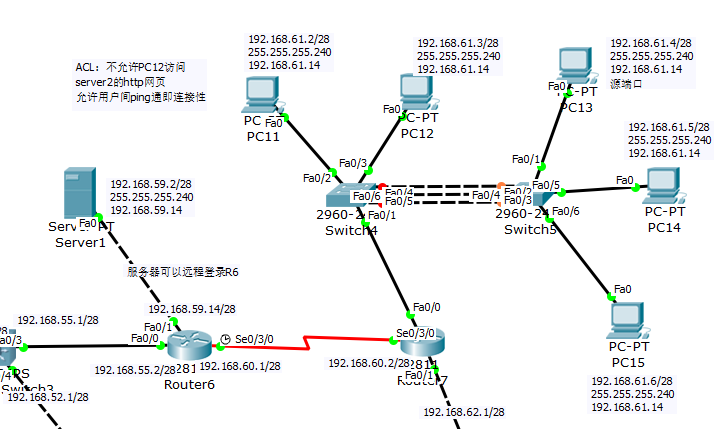 192.168.61.2/28
255.255.255.240
192.168.61.14
192.168.61.3/28
255.255.255.240
192.168.61.14
192.168.61.4/28
255.255.255.240
192.168.61.14
源端口
ACL：不允许PC12访问
server2的http网页
允许用户间ping通即连接性
Fa0
PC11
Fa0
PC-PT
PC12
Fa0
PC-PT
PC13
192.168.61.5/28
255.255.255.240
192.168.61.14
Fa0/2
Fa0/3
Fa0/6
Fa0/4
Fa0/5
Fa0/1
Switch4
Fa0/1
Fa0/2
Fa0/4
Fa0/3
Fa0/5
Fa0/6
2960-24
Switch5
Fa0
PC-PT
PC14
192.168.59.2/28
255.255.255.240
192.168.59.14
Fa0
Server1
服务器可以远程登录R6
192.168.59.14/28
Fa0/1
Fa0/0
Se0/3/0
192.168.55.1/28
Fa0/3
192.168.55.2/28
Router6
192.168.60.1/28
Switch3
192.168.52.1/28
Fa0/0
Se0/3/0
192.168.60.2/28
2811
Fa0/1
Router7
192.168.62.1/28
Fa0
PC-PT
PC15
192.168.61.6/28
255.255.255.240
192.168.61.14